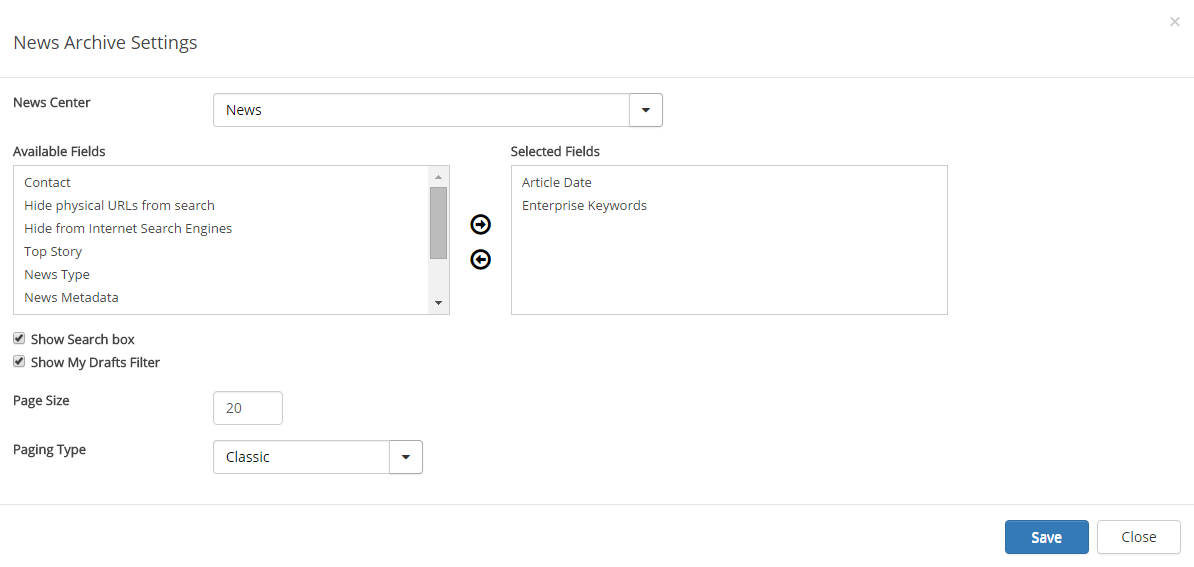 ×
News Archive Settings
News Center
News
Available Fields
Selected Fields
Contact
Hide physical URLs from search
Hide from Internet Search Engines
Top Story
News Type
News Metadata
Article Date
Enterprise Keywords
Show Search box
Show My Drafts Filter
Page Size
20
Paging Type
Classic
Save
Close